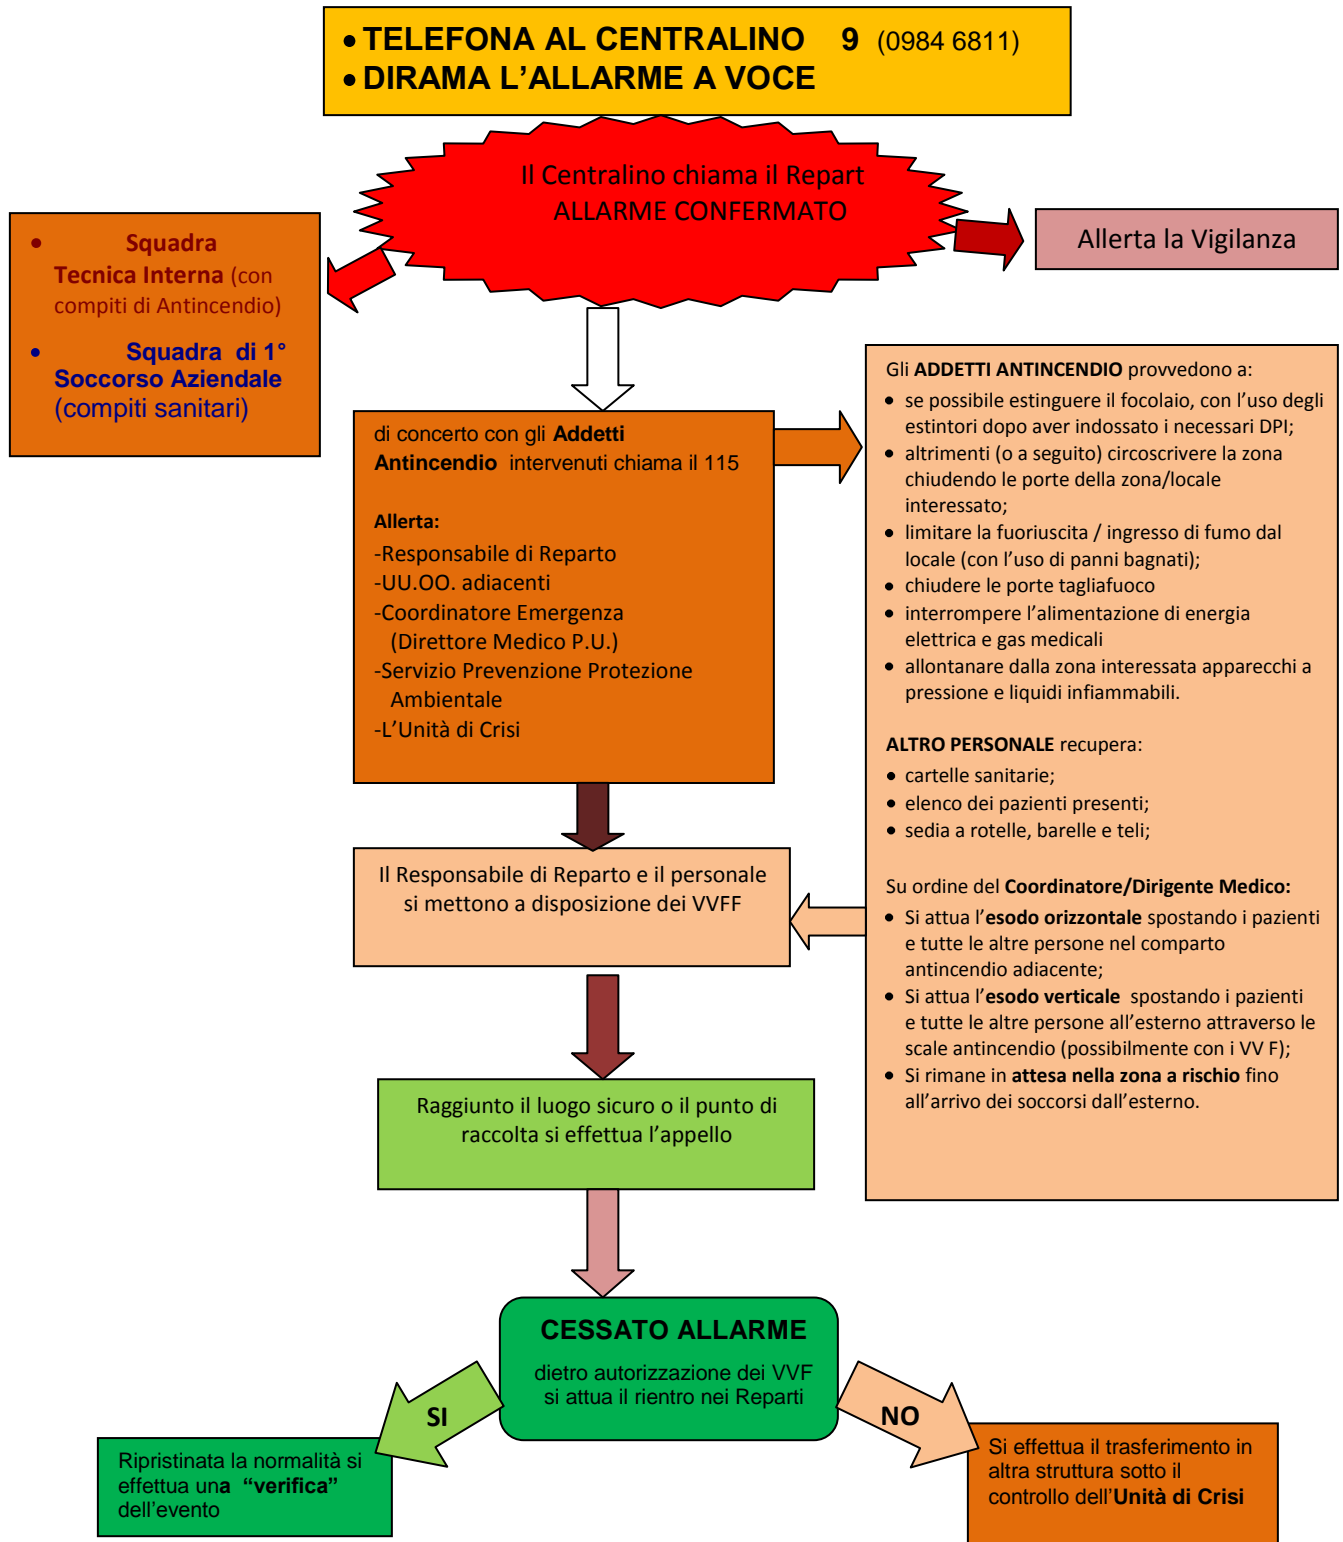 • TELEFONA AL CENTRALINO 9 (0984 6811)
• DIRAMA L'ALLARME A VOCE
Il Centralino chiama il Repart
ALLARME CONFERMATO
• Squadra
Tecnica Interna (con
compiti di Antincendio)
• Squadra di 1°
Soccorso Aziendale
(compiti sanitari)
Allerta la Vigilanza
di concerto con gli Addetti
Antincendio intervenuti chiama il 115
Allerta:
-Responsabile di Reparto
-UU.OO. adiacenti
-Coordinatore Emergenza
(Direttore Medico P.U.)
-Servizio Prevenzione Protezione
Ambientale
-L'Unità di Crisi
Gli ADDETTI ANTINCENDIO provvedono a:
• se possibile estinguere il focolaio, con l'uso degli
estintori dopo aver indossato i necessari DPI;
• altrimenti (o a seguito) circoscrivere la zona
chiudendo le porte della zona/locale
interessato;
• limitare la fuoriuscita / ingresso di fumo dal
locale (con l'uso di panni bagnati);
• chiudere le porte tagliafuoco
• interrompere l'alimentazione di energia
elettrica e gas medicali
• allontanare dalla zona interessata apparecchi a
pressione e liquidi infiammabili.
ALTRO PERSONALE recupera:
• cartelle sanitarie;
• elenco dei pazienti presenti;
• sedia a rotelle, barelle e teli;
Su ordine del Coordinatore/Dirigente Medico:
• Si attua l'esodo orizzontale spostando i pazienti
e tutte le altre persone nel comparto
antincendio adiacente;
• Si attua l'esodo verticale spostando i pazienti
e tutte le altre persone all'esterno attraverso le
scale antincendio (possibilmente con i VV F);
• Si rimane in attesa nella zona a rischio fino
all'arrivo dei soccorsi dall'esterno.
Il Responsabile di Reparto e il personale
si mettono a disposizione dei VVFF
Raggiunto il luogo sicuro o il punto di
raccolta si effettua l'appello
CESSATO ALLARME
dietro autorizzazione dei VVF
si attua il rientro nei Reparti
SI
NO
Ripristinata la normalità si
effettua una "verifica"
dell'evento
Si effettua il trasferimento in
altra struttura sotto il
controllo dell'Unità di Crisi